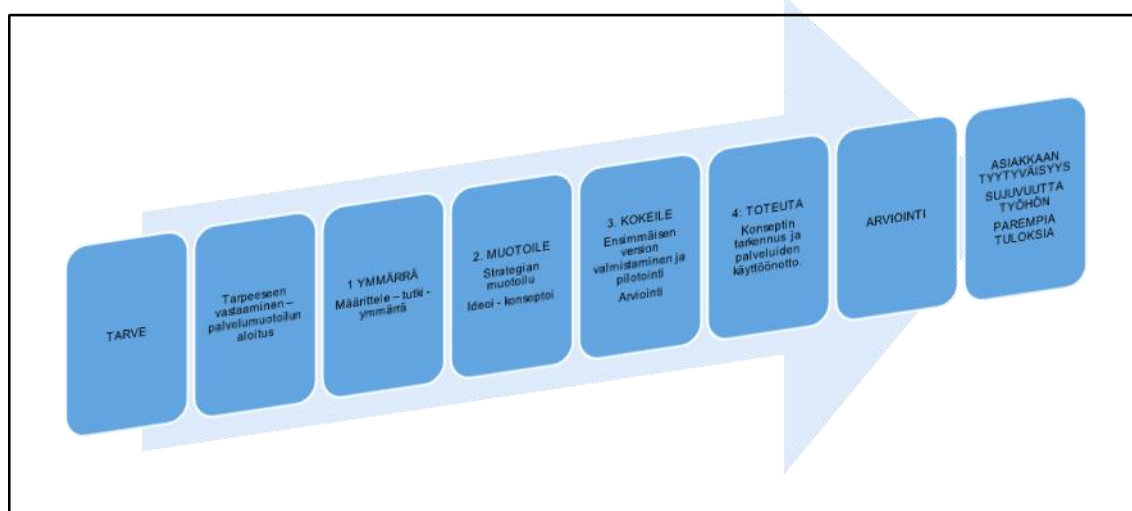 TARVE
Tarpeeseen
vastaaminen –
palvelumuotoilun
aloitus
1 YMMÄRRÄ
Määrittele – tutki -
ymmärrä
2. MUOTOILE
Strategian
muotoilu
Ideoi - konseptoi
3. KOKEILE
Ensimmäisen
version
valmistaminen ja
pilotointi
Arviointi
4: TOTEUTA
Konseptin
tarkennus ja
palveluiden
käyttöönotto.
ARVIOINTI
ASIAKKAAN
TYYTYVÄISYYS
SUJUVUUTTA
TYÖHÖN
PAREMPIA
TULOKSIA